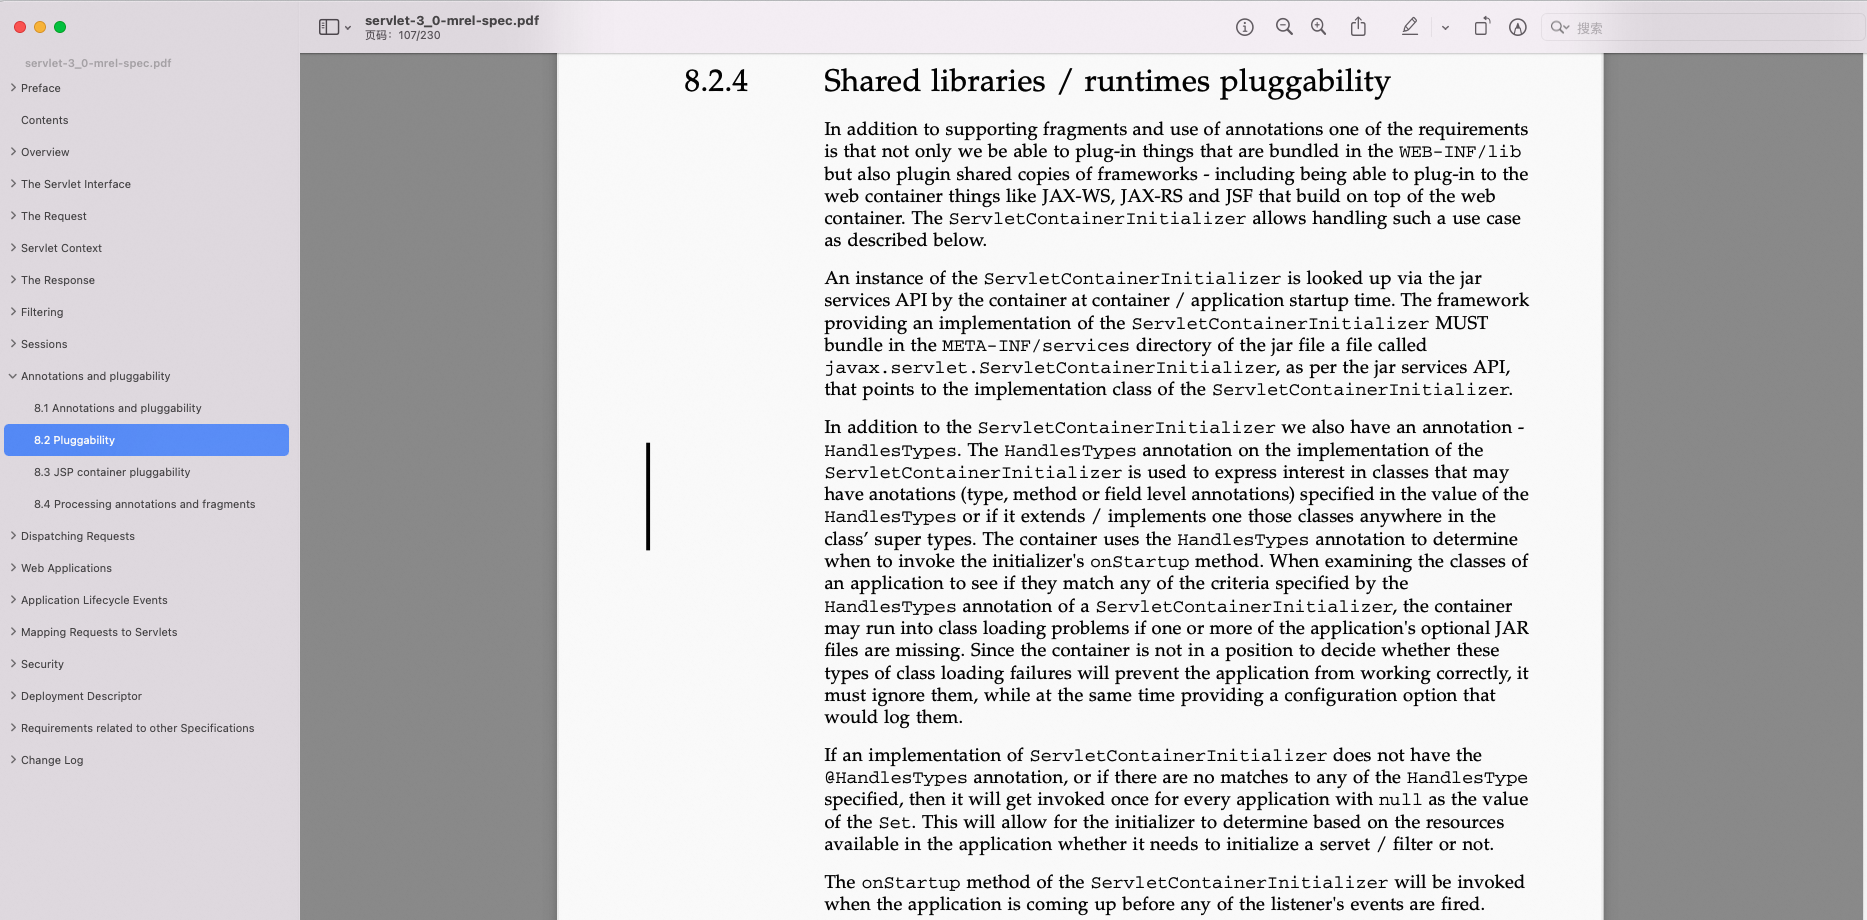 servlet-3_0-mrel-spec.pdf
页码：107/230
搜索
servlet-3_0-mrel-spec.pdf
Preface
Contents
Overview
The Servlet Interface
The Request
Servlet Context
The Response
Filtering
Sessions
Annotations and pluggability
8.1 Annotations and pluggability
8.2 Pluggability
8.3 JSP container pluggability
8.4 Processing annotations and fragments
Dispatching Requests
Web Applications
Application Lifecycle Events
Mapping Requests to Servlets
Security
Deployment Descriptor
Requirements related to other Specifications
Change Log
8.2.4 Shared libraries / runtimes pluggability
In addition to supporting fragments and use of annotations one of the requirements
is that not only we be able to plug-in things that are bundled in the WEB-INF/lib
but also plugin shared copies of frameworks - including being able to plug-in to the
web container things like JAX-WS, JAX-RS and JSF that build on top of the web
container. The ServletContainerInitializer allows handling such a use case
as described below.
An instance of the ServletContainerInitializer is looked up via the jar
services API by the container at container / application startup time. The framework
providing an implementation of the ServletContainerInitializer MUST
bundle in the META-INF/services directory of the jar file a file called
javax.servlet.ServletContainerInitializer, as per the jar services API,
that points to the implementation class of the ServletContainerInitializer.
In addition to the ServletContainerInitializer we also have an annotation -
HandlesTypes. The HandlesTypes annotation on the implementation of the
ServletContainerInitializer is used to express interest in classes that may
have anotations (type, method or field level annotations) specified in the value of the
HandlesTypes or if it extends / implements one those classes anywhere in the
class’ super types. The container uses the HandlesTypes annotation to determine
when to invoke the initializer's onStartup method. When examining the classes of
an application to see if they match any of the criteria specified by the
HandlesTypes annotation of a ServletContainerInitializer, the container
may run into class loading problems if one or more of the application's optional JAR
files are missing. Since the container is not in a position to decide whether these
types of class loading failures will prevent the application from working correctly, it
must ignore them, while at the same time providing a configuration option that
would log them.
If an implementation of ServletContainerInitializer does not have the
@HandlesTypes annotation, or if there are no matches to any of the HandlesType
specified, then it will get invoked once for every application with null as the value
of the Set. This will allow for the initializer to determine based on the resources
available in the application whether it needs to initialize a servet / filter or not.
The onStartup method of the ServletContainerInitializer will be invoked
when the application is coming up before any of the listener's events are fired.